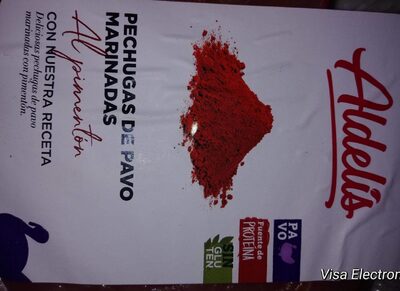 Aldelís
PECHUGAS DE PAVO
MARINADAS
Al pimentón
CON NUESTRA RECETA
Deliciosas pechugas de pavo
marinadas con pimentón.
PA
VO
Fuente de
PROTEÍNA
SIN
GLU
TEN
Visa Electron